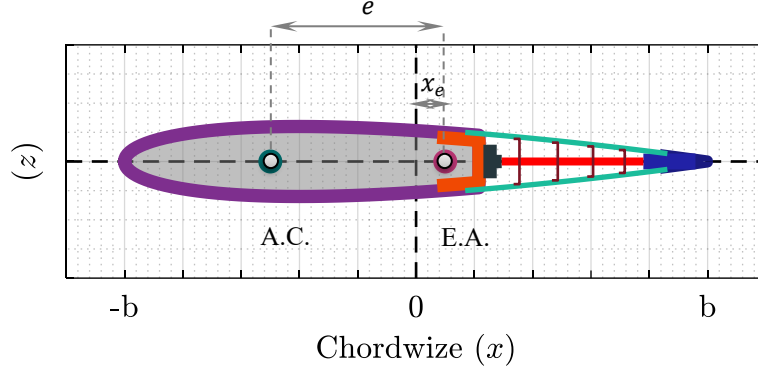 e
x_e
(z)
A.C. E.A.
-b 0 b
Chordwize (x)